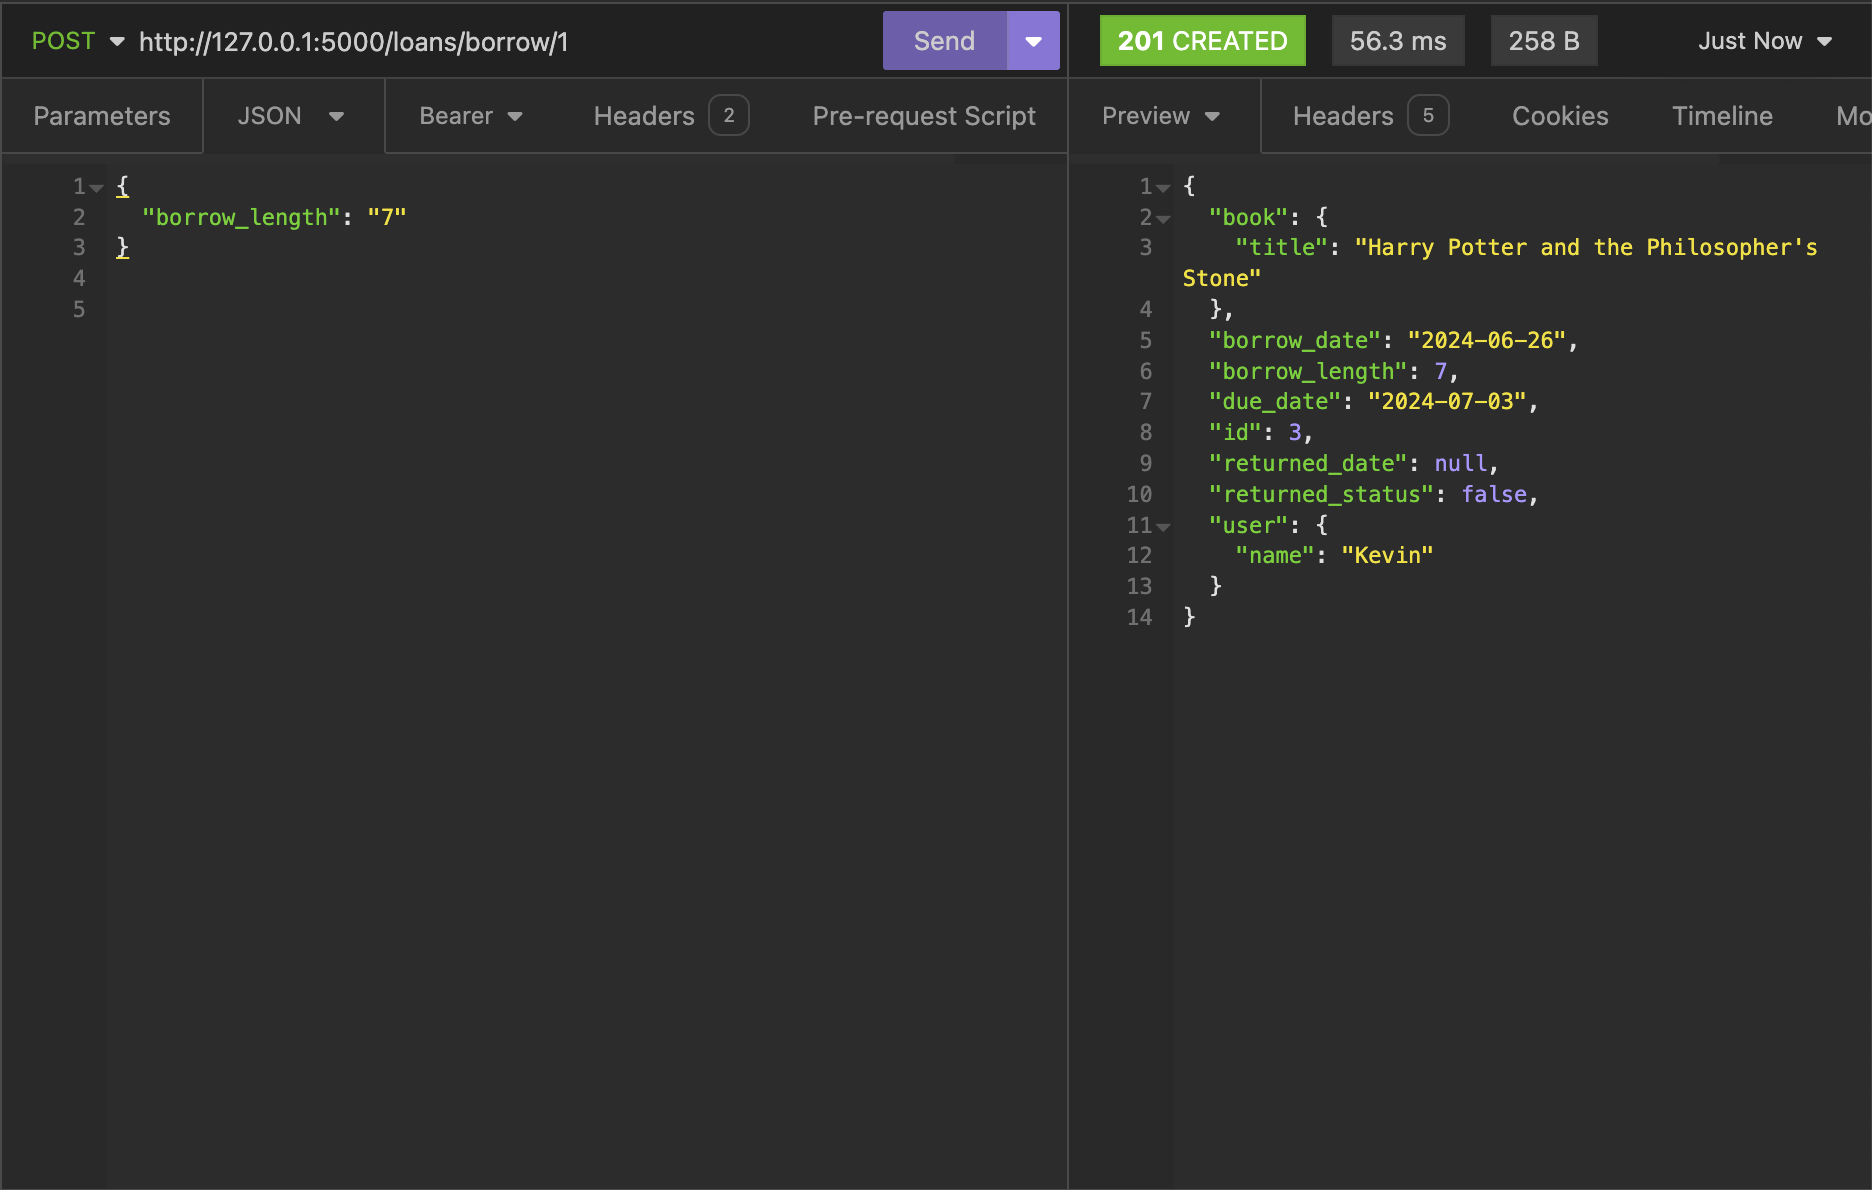 POST http://127.0.0.1:5000/loans/borrow/1 Send
201 CREATED 56.3 ms 258 B Just Now
Parameters JSON Bearer Headers 2 Pre-request Script
Preview Headers 5 Cookies Timeline Mo
1 {
2 "borrow_length": "7"
3 }
4
5
1 {
2 "book": {
3 "title": "Harry Potter and the Philosopher's
Stone"
4 },
5 "borrow_date": "2024-06-26",
6 "borrow_length": 7,
7 "due_date": "2024-07-03",
8 "id": 3,
9 "returned_date": null,
10 "returned_status": false,
11 "user": {
12 "name": "Kevin"
13 }
14 }